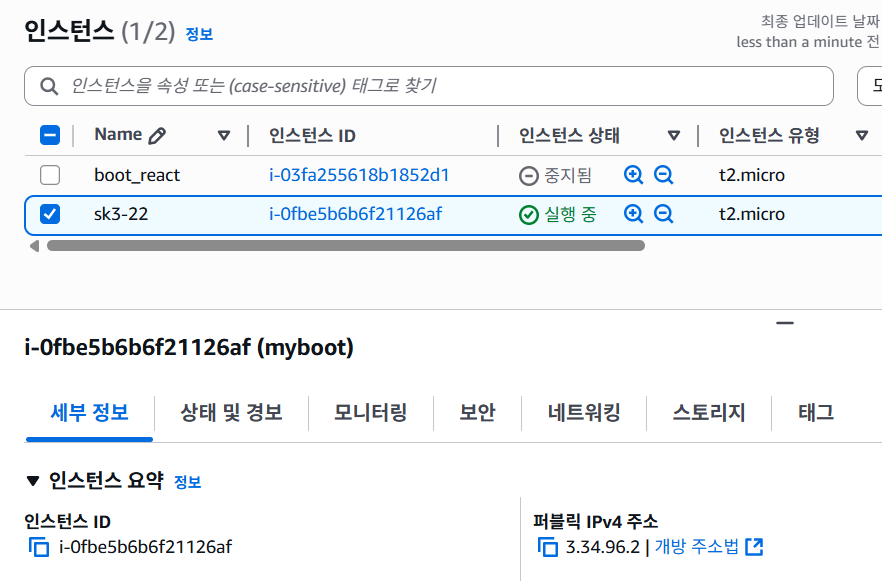 인스턴스 (1/2) 정보
최종 업데이트 날짜
less than a minute 전
인스턴스을 속성 또는 (case-sensitive) 태그로 찾기
Name 인스턴스 ID 인스턴스 상태 인스턴스 유형
boot_react i-03fa255618b1852d1 중지됨 t2.micro
sk3-22 i-0fbe5b6b6f21126af 실행 중 t2.micro
i-0fbe5b6b6f21126af (myboot)
세부 정보 상태 및 경보 모니터링 보안 네트워킹 스토리지 태그
인스턴스 요약 정보
인스턴스 ID
i-0fbe5b6b6f21126af
퍼블릭 IPv4 주소
3.34.96.2 | 개방 주소법